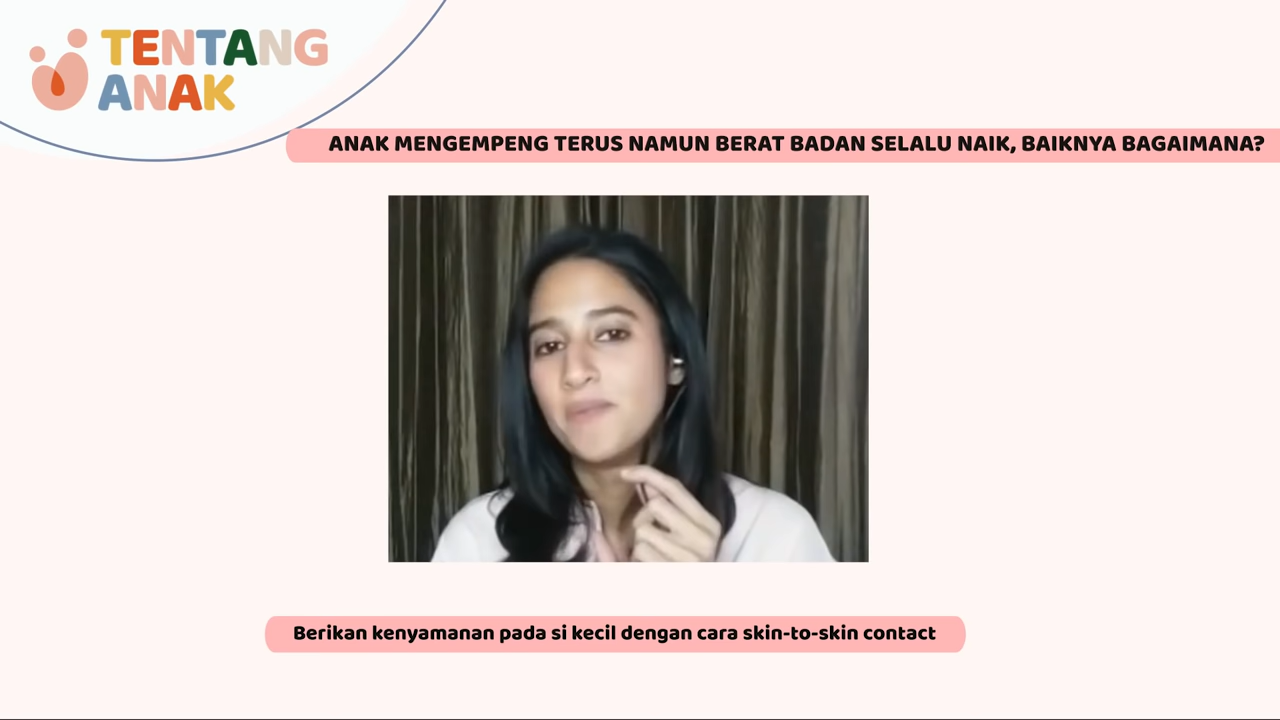 TENTANG
ANAK
ANAK MENGEMPENG TERUS NAMUN BERAT BADAN SELALU NAIK, BAIKNYA BAGAIMANA?
Berikan kenyamanan pada si kecil dengan cara skin-to-skin contact